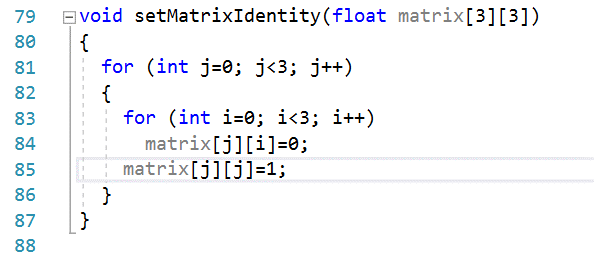 79 void setMatrixIdentity(float matrix[3][3])
80 {
81   for (int j=0; j<3; j++)
82   {
83     for (int i=0; i<3; i++)
84       matrix[j][i]=0;
85     matrix[j][j]=1;
86   }
87 }
88